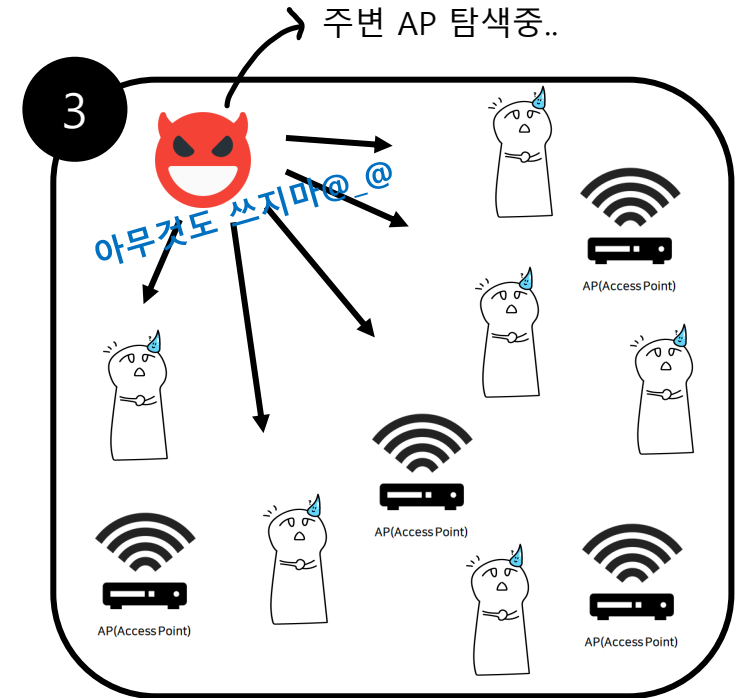 주변 AP 탐색중..
3
아무것도 쓰지마@_@
AP(Access Point)
AP(Access Point)
AP(Access Point)
AP(Access Point)